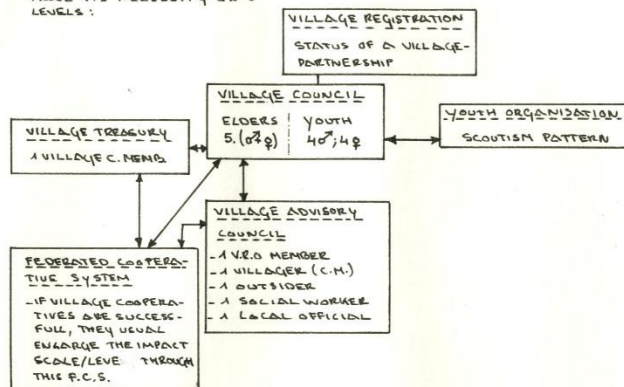 LEVELS:
VILLAGE REGISTRATION
STATUS OF A VILLAGE-
PARTNERSHIP
VILLAGE COUNCIL
ELDERS
5.(♂+♀)
YOUTH
4♂;4♀
YOUTH ORGANISATION
SCOUTISM PATTERN
VILLAGE TREASURY
1 VILLAGE C. MEMB.
VILLAGE ADVISORY
COUNCIL
-1 V.R.O MEMBER
-1 VILLAGER (C.M.)
-1 OUTSIDER
-1 SOCIAL WORKER
-1 LOCAL OFFICIAL
FEDERATED COOPERA-
TIVE SYSTEM
-IF VILLAGE COOPERA-
TIVES ARE SUCCESS-
FULL, THEY USUAL
ENLARGE THE IMPACT
SCALE/LEVE THROUGH
THIS F.C.S.